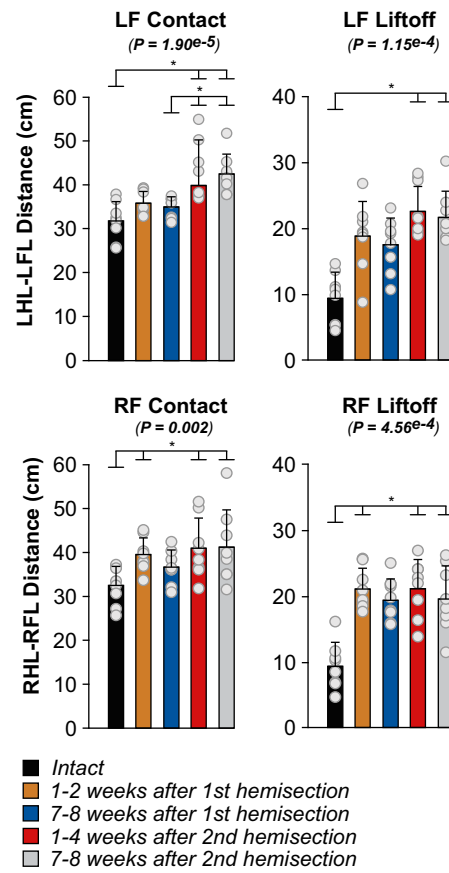 LF Contact
(P = 1.90e-5)
LF Liftoff
(P = 1.15e-4)
LHL-LFL Distance (cm)
60
50
40
30
20
10
0
*
*
40
30
20
10
0
*
RF Contact
(P = 0.002)
RF Liftoff
(P = 4.56e-4)
RHL-RFL Distance (cm)
60
50
40
30
20
10
0
*
40
30
20
10
0
*
Intact
1-2 weeks after 1st hemisection
7-8 weeks after 1st hemisection
1-4 weeks after 2nd hemisection
7-8 weeks after 2nd hemisection